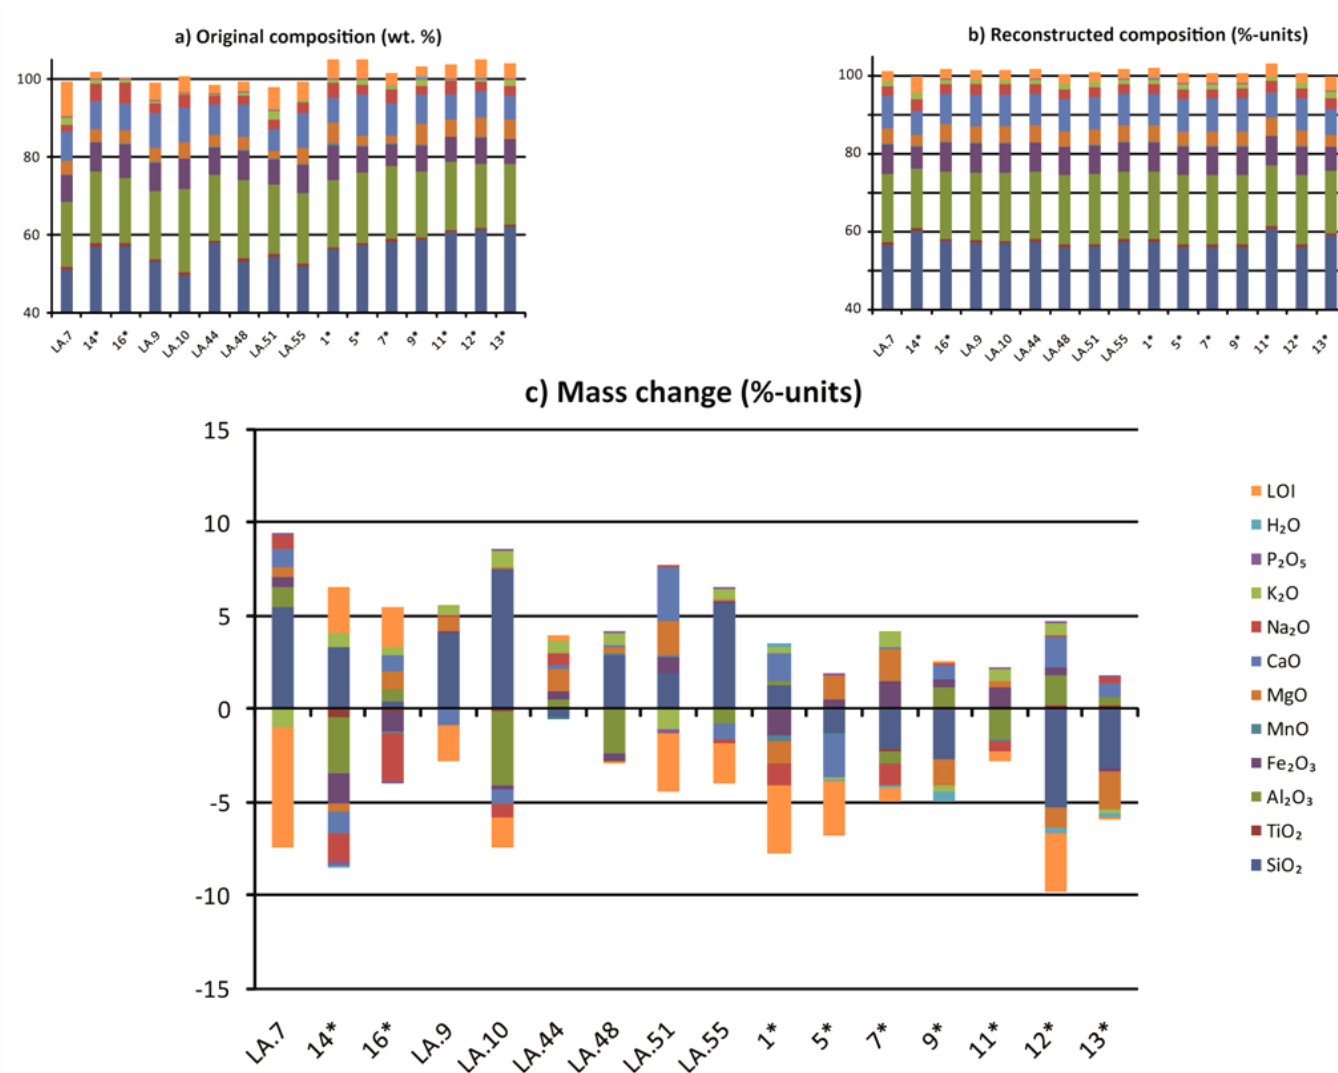 a) Original composition (wt. %)
100
80
60
40
LA.7 14* 16* LA.9 LA.10 LA.44 LA.48 LA.51 LA.55 1* 5* 7* 9* 11* 12* 13*
b) Reconstructed composition (%-units)
100
80
60
40
LA.7 14* 16* LA.9 LA.10 LA.44 LA.48 LA.51 LA.55 1* 5* 7* 9* 11* 12* 13*
c) Mass change (%-units)
15
10
5
0
-5
-10
-15
LA.7 14* 16* LA.9 LA.10 LA.44 LA.48 LA.51 LA.55 1* 5* 7* 9* 11* 12* 13*
LOI
H₂O
P₂O₅
K₂O
Na₂O
CaO
MgO
MnO
Fe₂O₃
Al₂O₃
TiO₂
SiO₂